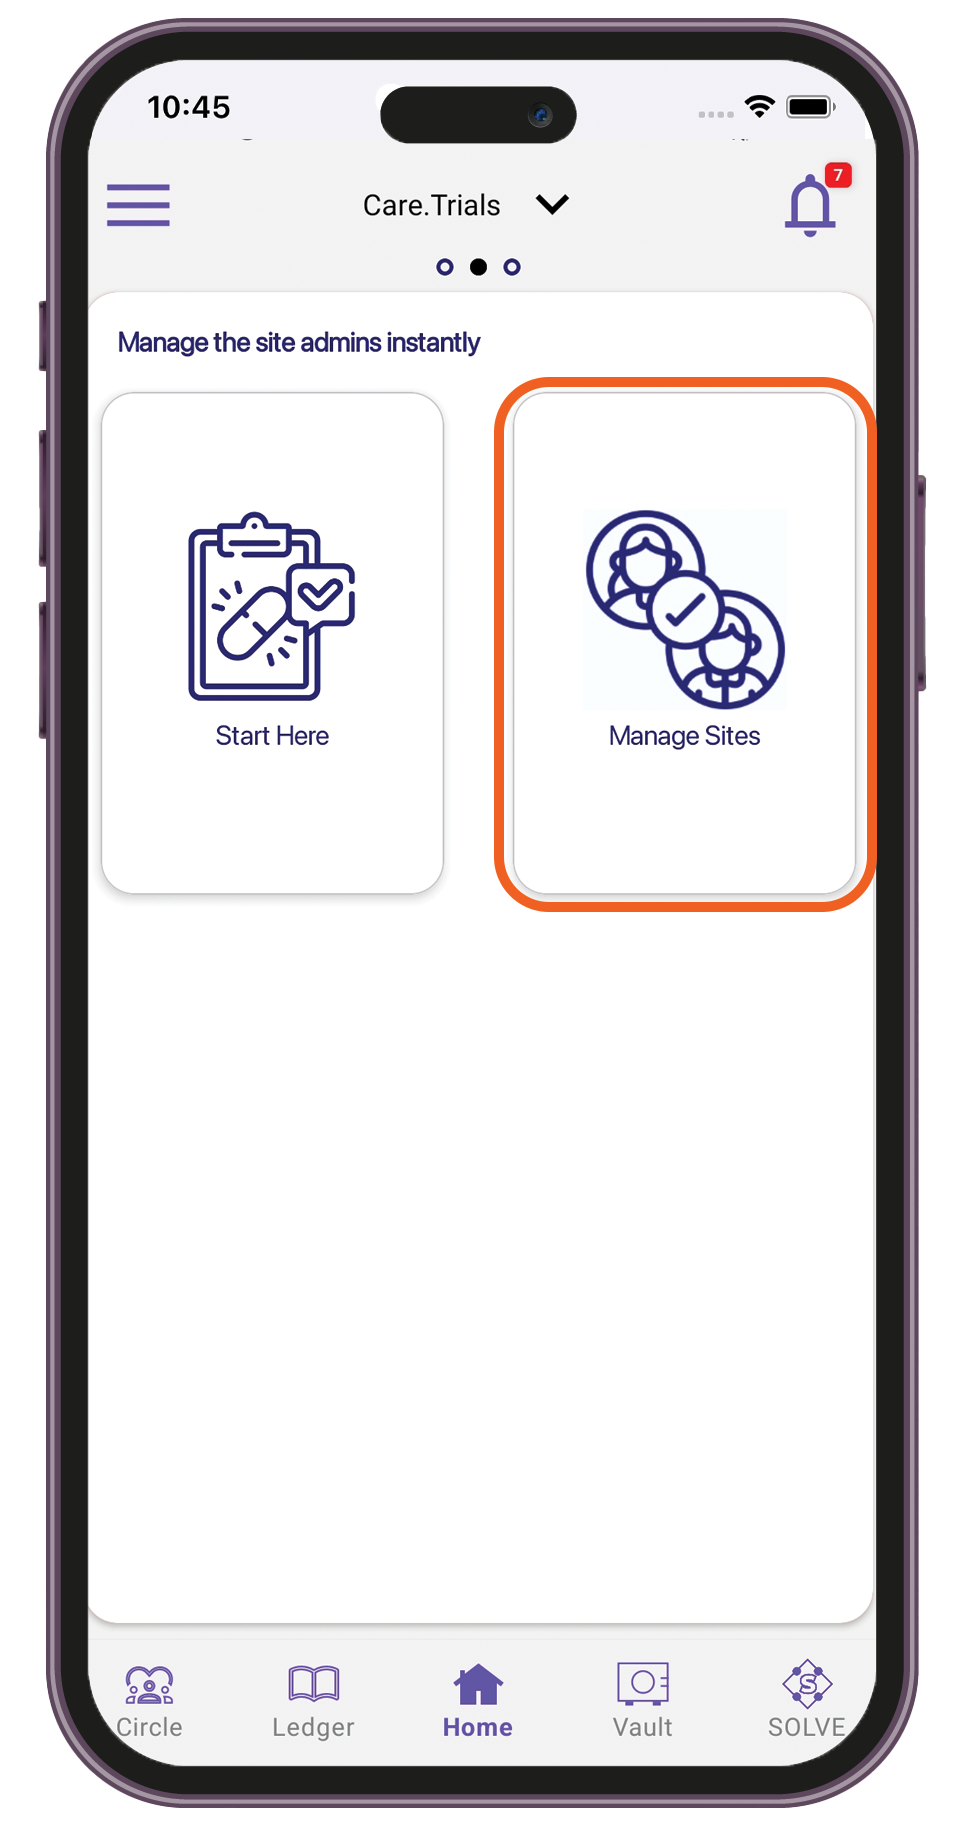 10:45
7
Care.Trials
Manage the site admins instantly
Start Here
Manage Sites
Circle
Ledger
Home
Vault
S
SOLVE